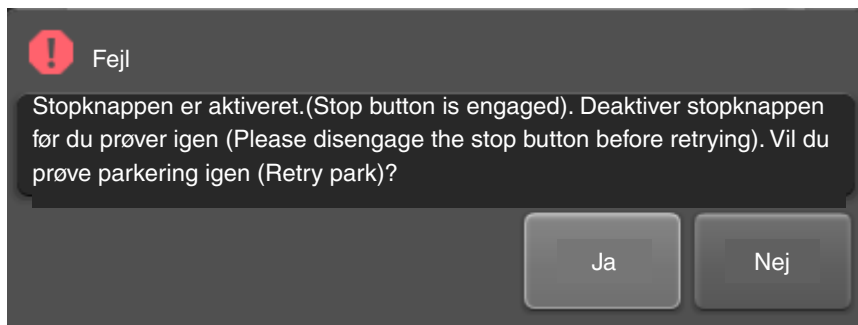 Fejl
Stopknappen er aktiveret.(Stop button is engaged). Deaktiver stopknappen
før du prøver igen (Please disengage the stop button before retrying). Vil du
prøve parkering igen (Retry park)?
Ja
Nej